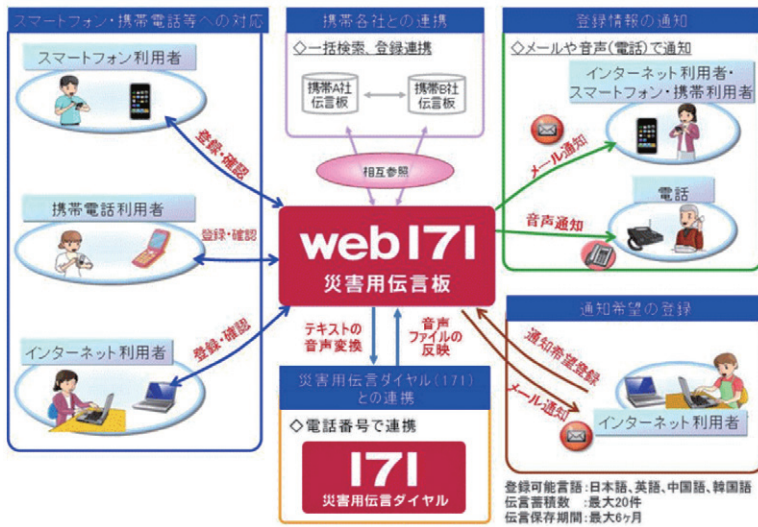 スマートフォン・携帯電話等への対応
スマートフォン利用者
登録・確認
携帯電話利用者
登録・確認
インターネット利用者
登録・確認
携帯各社との連携
◇一括検索、登録連携
携帯A社
伝言板
携帯B社
伝言板
相互参照
web171
災害用伝言板
テキストの
音声変換
音声
ファイルの
反映
災害用伝言ダイヤル(171)
との連携
◇電話番号で連携
171
災害用伝言ダイヤル
登録情報の通知
◇メールや音声(電話)で通知
インターネット利用者・
スマートフォン・携帯利用者
メール通知
電話
音声通知
通知希望の登録
通知希望登録
メール通知
インターネット利用者
登録可能言語:日本語、英語、中国語、韓国語
伝言蓄積数 :最大20件
伝言保存期間:最大6ヶ月